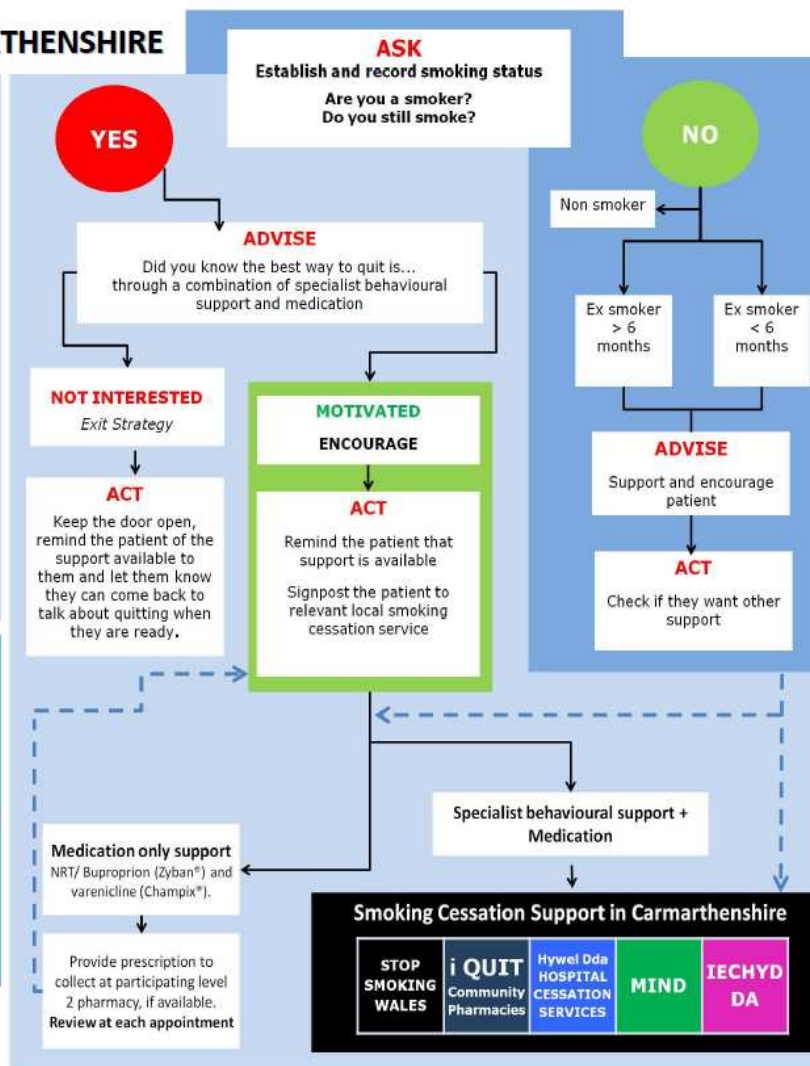 THENSHIRE
ASK
Establish and record smoking status
Are you a smoker?
Do you still smoke?
YES
NO
Non smoker
ADVISE
Did you know the best way to quit is...
through a combination of specialist behavioural
support and medication
Ex smoker
> 6
months
Ex smoker
< 6
months
NOT INTERESTED
Exit Strategy
MOTIVATED
ENCOURAGE
ADVISE
Support and encourage
patient
ACT
Keep the door open,
remind the patient of the
support available to
them and let them know
they can come back to
talk about quitting when
they are ready.
ACT
Remind the patient that
support is available
Signpost the patient to
relevant local smoking
cessation service
ACT
Check if they want other
support
Specialist behavioural support +
Medication
Medication only support
NRT/ Buproprion (Zyban®) and
varenicline (Champix®).
Provide prescription to
collect at participating level
2 pharmacy, if available.
Review at each appointment
Smoking Cessation Support in Carmarthenshire
STOP
SMOKING
WALES
i QUIT
Community
Pharmacies
Hywel Dda
HOSPITAL
CESSATION
SERVICES
MIND
IECHYD
DA